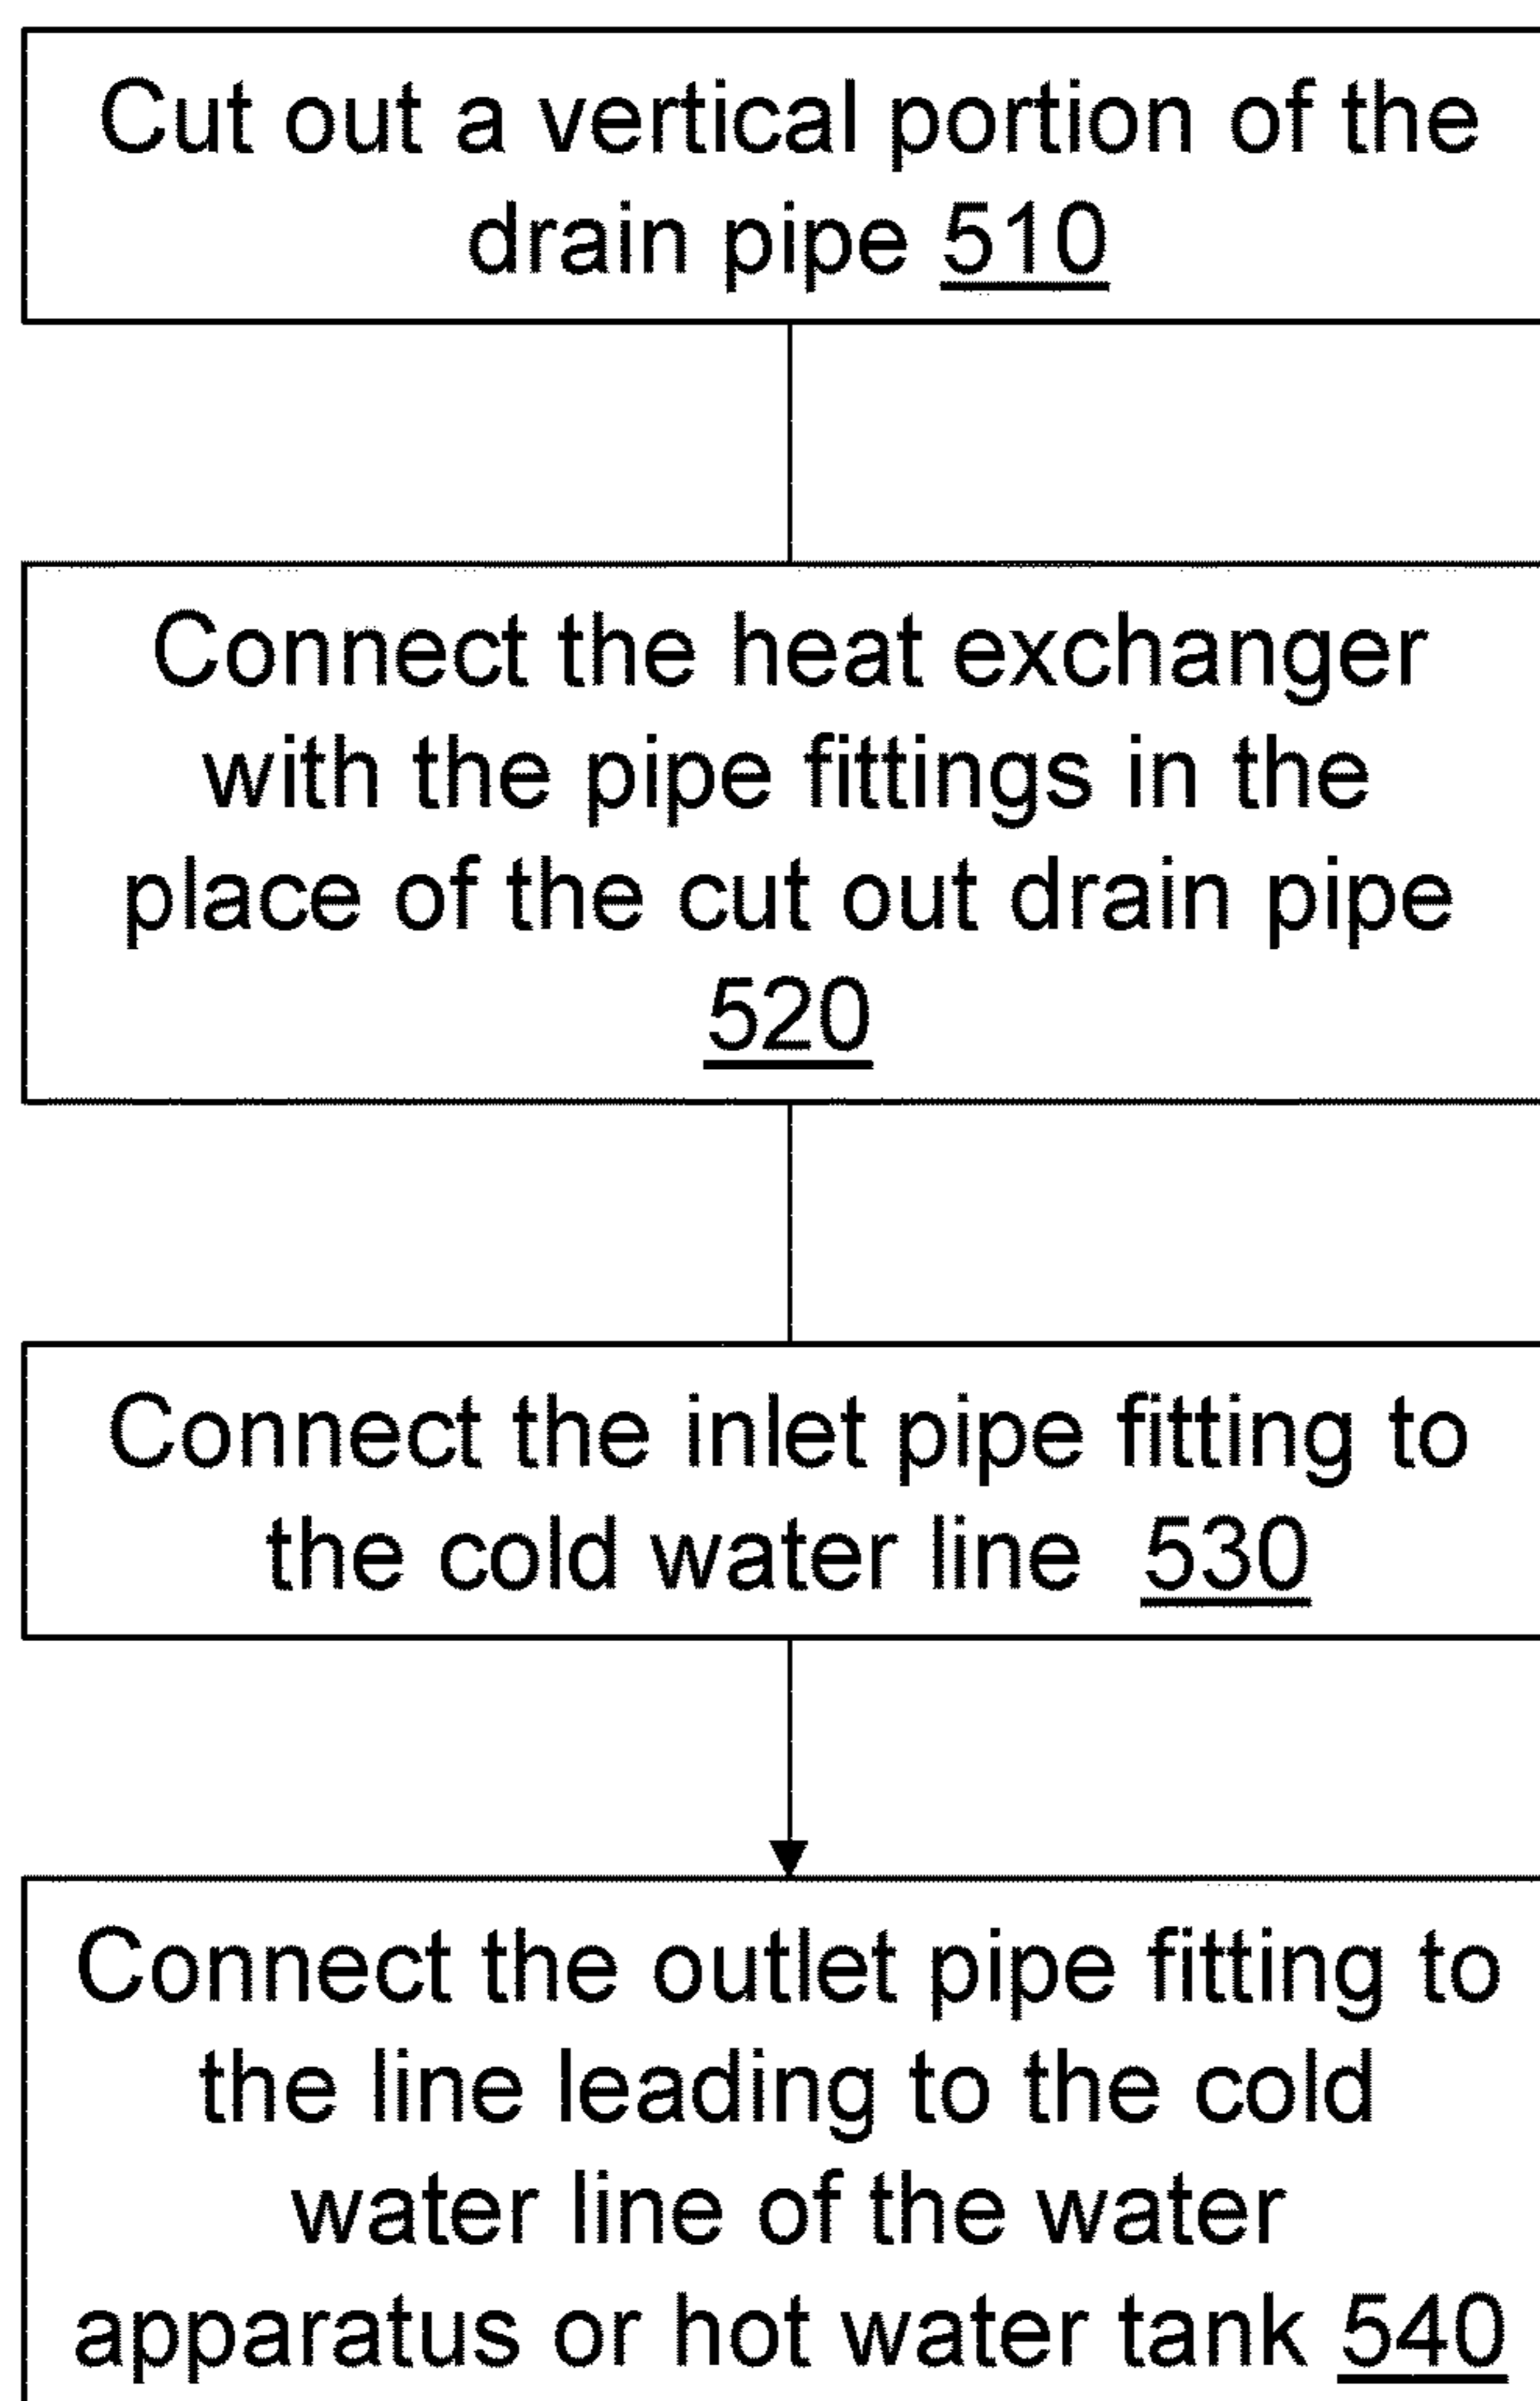 Cut out a vertical portion of the
drain pipe 510
Connect the heat exchanger
with the pipe fittings in the
place of the cut out drain pipe
520
Connect the inlet pipe fitting to
the cold water line 530
Connect the outlet pipe fitting to
the line leading to the cold
water line of the water
apparatus or hot water tank 540